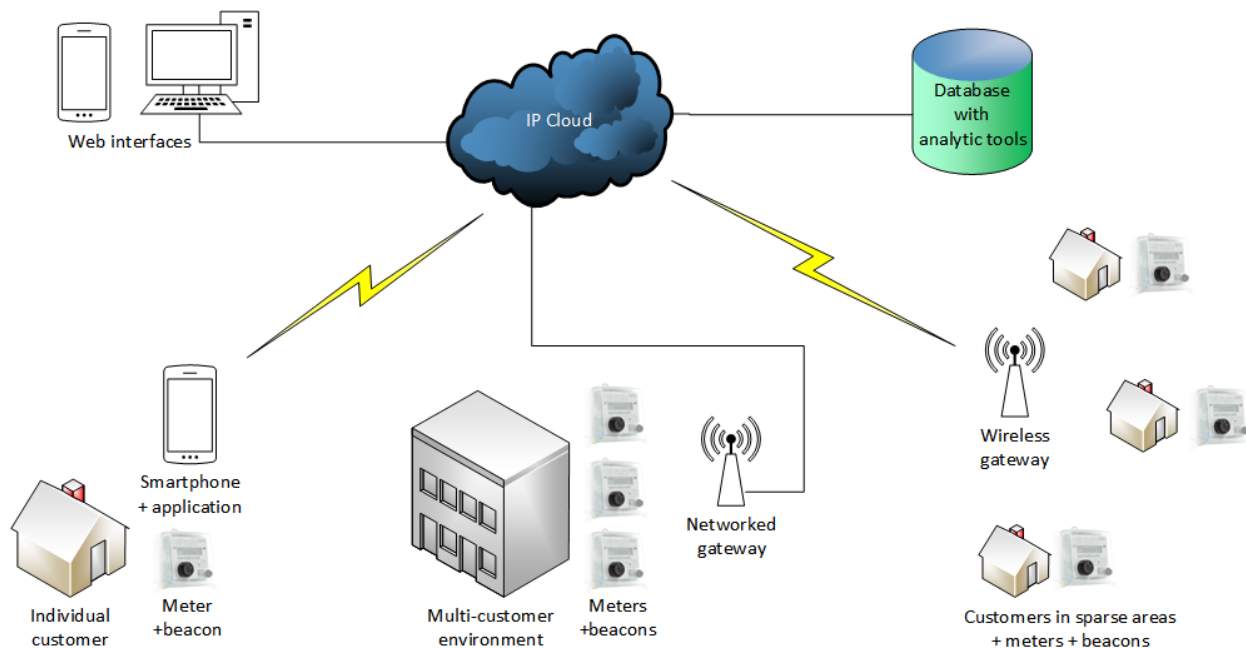 Web interfaces
IP Cloud
Database
with
analytic tools
Smartphone
+ application
Individual
customer
Meter
+beacon
Multi-customer
environment
Meters
+beacons
Networked
gateway
Wireless
gateway
Customers in sparse areas
+ meters + beacons